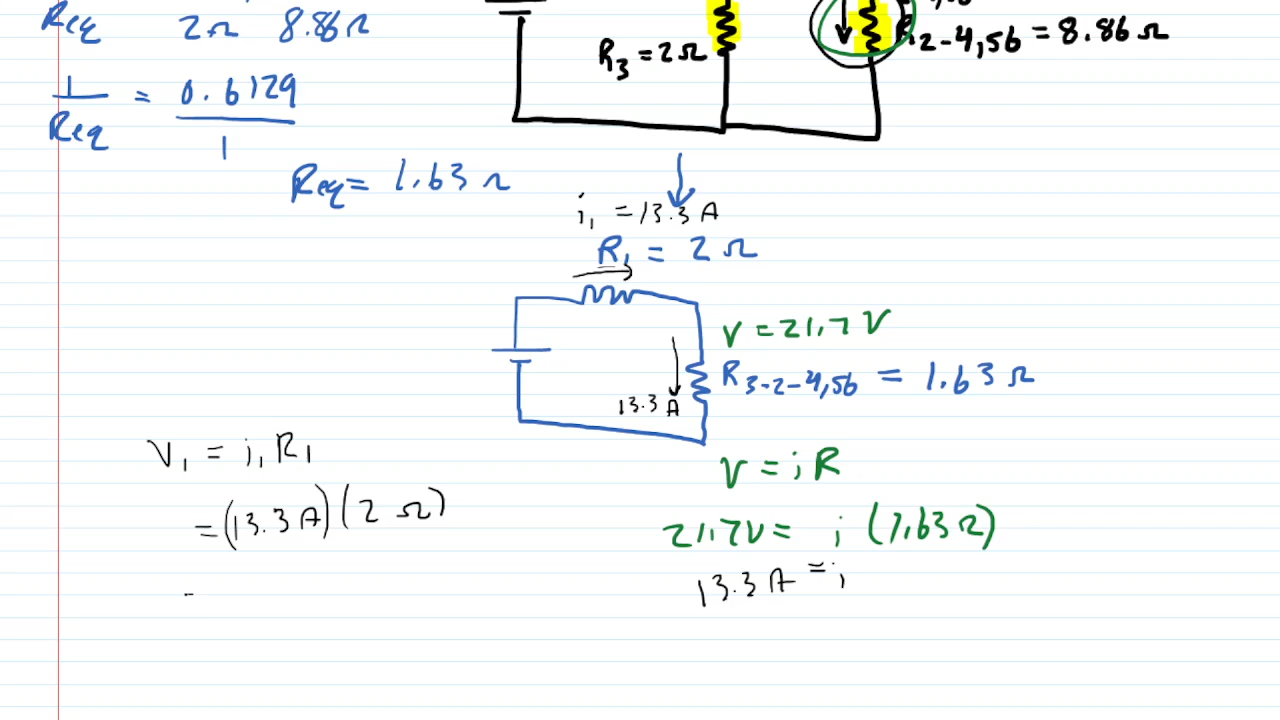 Req 2Ω 8.86Ω
R2-4,56 = 8.86 Ω
R3 = 2Ω
1/Req = 0.6129/1
Req = 1.63 Ω
i1 = 13.3 A
R1 = 2 Ω
V = 21.7 V
R3-2-4,56 = 1.63 Ω
13.3 A
V1 = i1 R1
= (13.3 A)(2 Ω)
V = iR
21.7V = i (1.63 Ω)
13.3 A = i